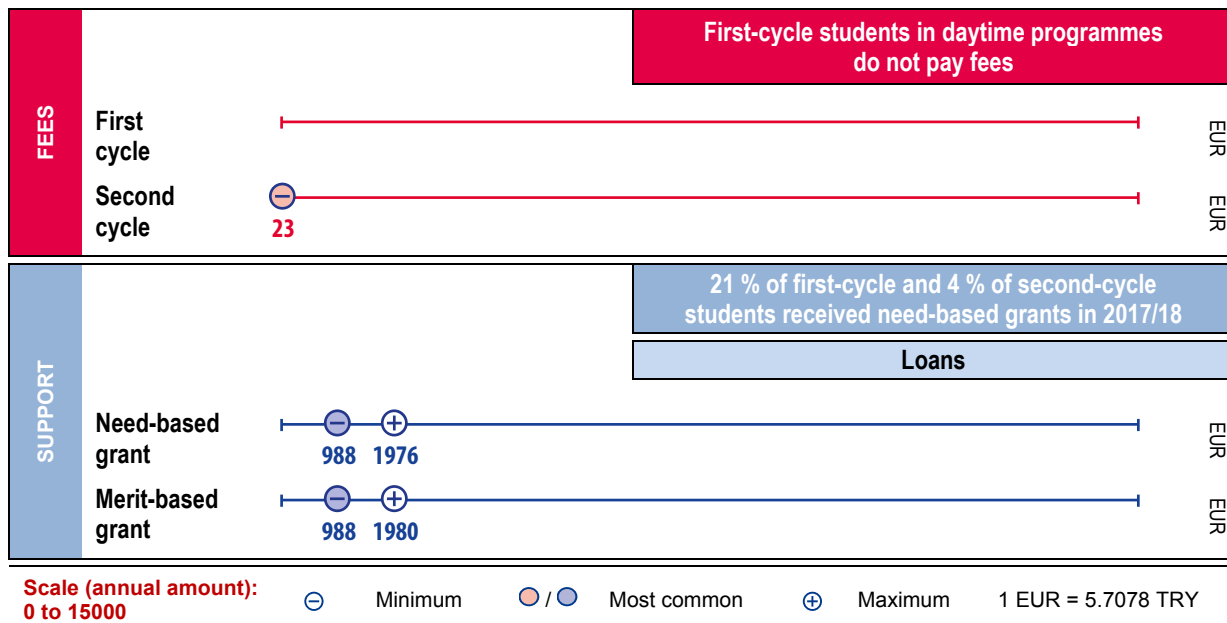 First-cycle students in daytime programmes
do not pay fees
FEES
First
cycle
EUR
Second
cycle
23
EUR
21 % of first-cycle and 4 % of second-cycle
students received need-based grants in 2017/18
Loans
SUPPORT
Need-based
grant
988 1976
EUR
Merit-based
grant
988 1980
EUR
Scale (annual amount):
0 to 15000
Minimum / Most common Maximum 1 EUR = 5.7078 TRY